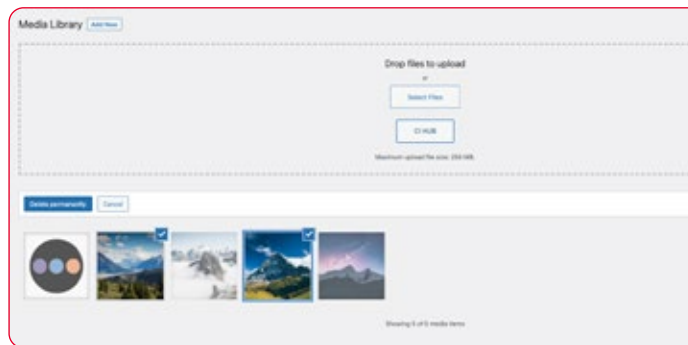 Media Library Add New
Drop files to upload
or
Select Files
CI HUB
Maximum upload file size: 256 MB.
Delete permanently Cancel
Showing 5 of 5 media items